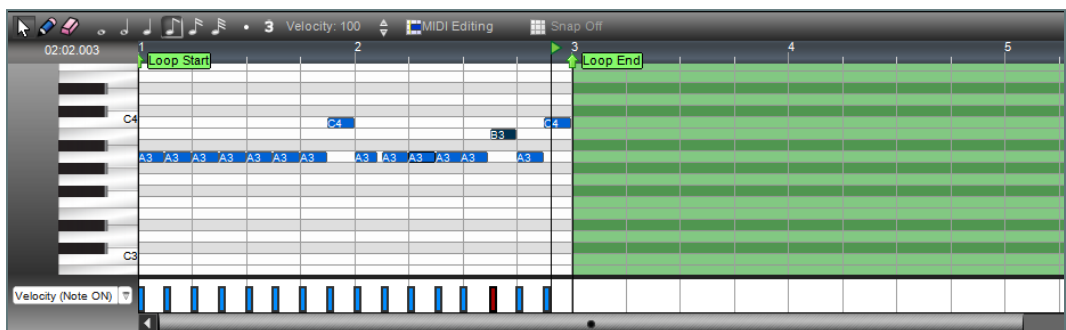 3 Velocity: 100 MIDI Editing Snap Off
02:02.003 1 2 3 4 5
Loop Start Loop End
C4 C4 C4
B3
A3 A3 A3 A3 A3 A3 A3 A3 A3 A3 A3 A3 A3
C3
Velocity (Note ON)